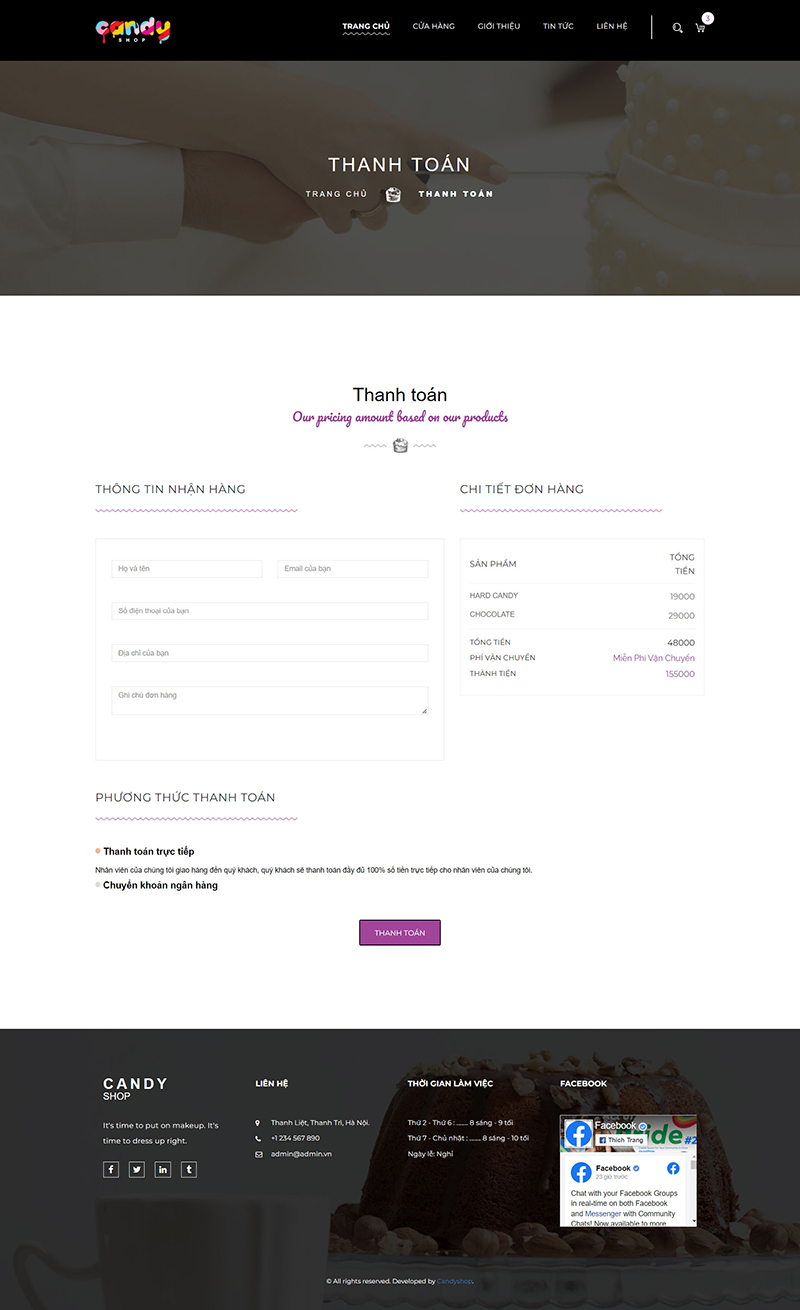 candy
SHOP
TRANG CHỦ
CỬA HÀNG
GIỚI THIỆU
TIN TỨC
LIÊN HỆ
3
THANH TOÁN
TRANG CHỦ
THANH TOÁN
Thanh toán
Our pricing amount based on our products
THÔNG TIN NHẬN HÀNG
CHI TIẾT ĐƠN HÀNG
Họ và tên
Email của bạn
Số điện thoại của bạn
Địa chỉ của bạn
Ghi chú đơn hàng
SẢN PHẨM
TỔNG
TIỀN
HARD CANDY 19000
CHOCOLATE 29000
TỔNG TIỀN 48000
PHÍ VẬN CHUYỂN Miễn Phí Vận Chuyển
THÀNH TIỀN 155000
PHƯƠNG THỨC THANH TOÁN
Thanh toán trực tiếp
Nhân viên của chúng tôi giao hàng đến quý khách, quý khách sẽ thanh toán đầy đủ 100% số tiền trực tiếp cho nhân viên của chúng tôi.
Chuyển khoản ngân hàng
THANH TOÁN
CANDY
SHOP
It's time to put on makeup. It's
time to dress up right.
LIÊN HỆ
Thanh Liệt, Thanh Trì, Hà Nội.
+1 234 567 890
admin@admin.vn
THỜI GIAN LÀM VIỆC
Thứ 2 - Thứ 6 : ....... 8 sáng - 9 tối
Thứ 7 - Chủ nhật : ....... 8 sáng - 10 tối
Ngày lễ: Nghỉ
FACEBOOK
Facebook
Thích Trang
#2
Facebook
23 giờ trước
Chat with your Facebook Groups
in real-time on both Facebook
and Messenger with Community
Chats! Now available to more
© All rights reserved. Developed by Candyshop.